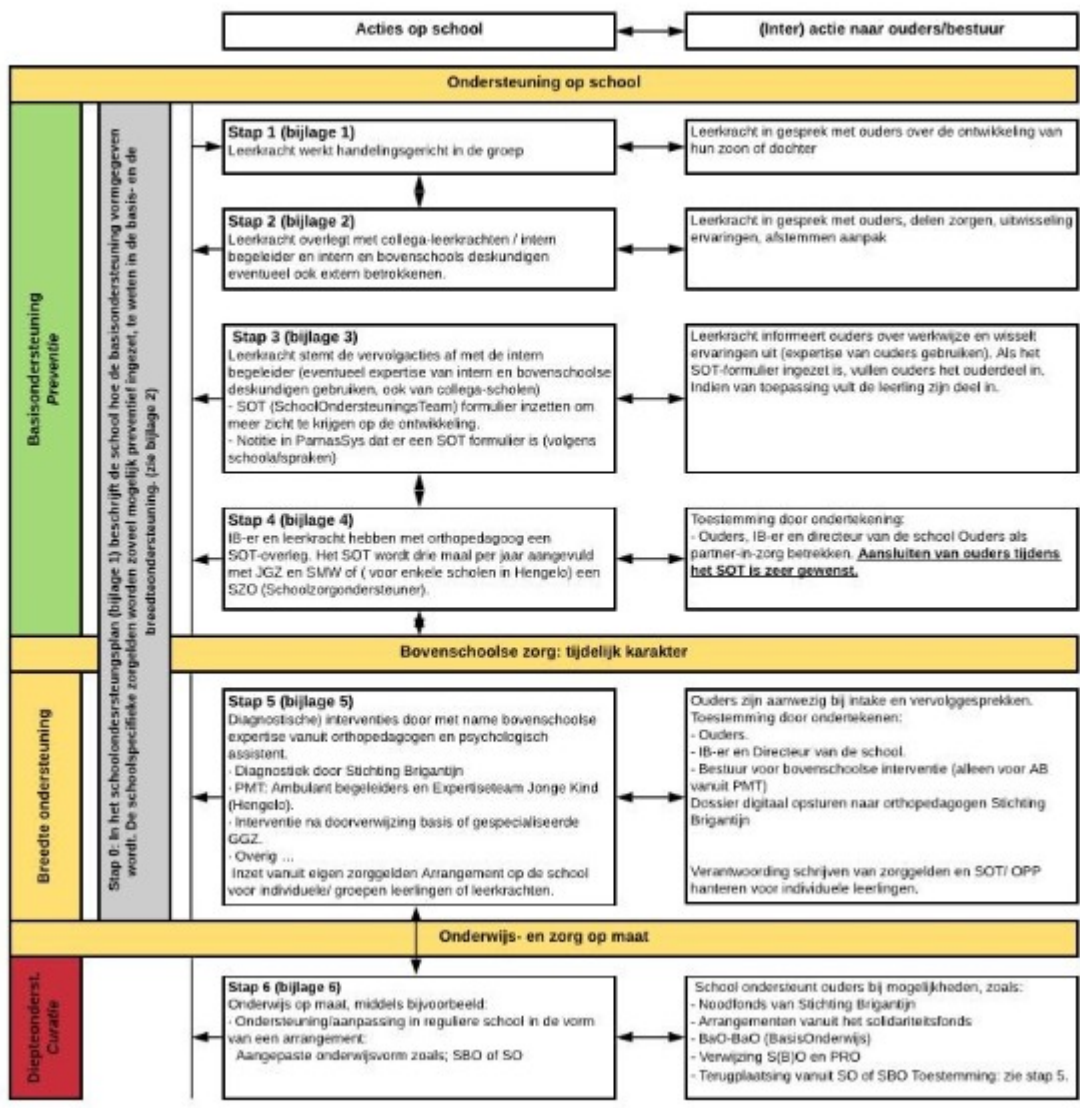 Acties op school
(Inter) actie naar ouders/bestuur
Ondersteuning op school
Basisondersteuning
Preventie
Stap 0: In het schoolondesrsteungsplan (bijlage 1) beschrijft de school hoe de basisondersteuning vormgegeven
wordt. De schoolspecifieke zorgelden worden zoveel mogelijk preventief ingezet, te weten in de basis- en de
breedteondersteuning. (zie bijlage 2)
Stap 1 (bijlage 1)
Leerkracht werkt handelingsgericht in de groep
Leerkracht in gesprek met ouders over de ontwikkeling van
hun zoon of dochter
Stap 2 (bijlage 2)
Leerkracht overlegt met collega-leerkrachten / intern
begeleider en intern en bovenschools deskundigen
eventueel ook extern betrokkenen.
Leerkracht in gesprek met ouders, delen zorgen, uitwisseling
ervaringen, afstemmen aanpak
Stap 3 (bijlage 3)
Leerkracht stemt de vervolgacties af met de intern
begeleider (eventueel expertise van intern en bovenschoolse
deskundigen gebruiken, ook van collega-scholen)
- SOT (SchoolOndersteuningsTeam) formulier inzetten om
meer zicht te krijgen op de ontwikkeling.
- Notitie in ParnasSys dat er een SOT formulier is (volgens
schoolafspraken)
Leerkracht informeert ouders over werkwijze en wisselt
ervaringen uit (expertise van ouders gebruiken). Als het
SOT-formulier ingezet is, vullen ouders het ouderdeel in.
Indien van toepassing vult de leerling zijn deel in.
Stap 4 (bijlage 4)
IB-er en leerkracht hebben met orthopedagoog een
SOT-overleg. Het SOT wordt drie maal per jaar aangevuld
met JGZ en SMW of ( voor enkele scholen in Hengelo) een
SZO (Schoolzorgondersteuner).
Toestemming door ondertekening:
- Ouders, IB-er en directeur van de school Ouders als
partner-in-zorg betrekken. Aansluiten van ouders tijdens
het SOT is zeer gewenst.
Bovenschoolse zorg: tijdelijk karakter
Breedte ondersteuning
Stap 5 (bijlage 5)
Diagnostische) interventies door met name bovenschoolse
expertise vanuit orthopedagogen en psychologisch
assistent.
· Diagnostiek door Stichting Brigantijn
· PMT: Ambulant begeleiders en Expertiseteam Jonge Kind
(Hengelo).
· Interventie na doorverwijzing basis of gespecialiseerde
GGZ.
· Overig ...
Inzet vanuit eigen zorggelden Arrangement op de school
voor individuele/ groepen leerlingen of leerkrachten.
Ouders zijn aanwezig bij intake en vervolggesprekken.
Toestemming door ondertekenen:
- Ouders.
- IB-er en Directeur van de school.
- Bestuur voor bovenschoolse interventie (alleen voor AB
vanuit PMT)
Dossier digitaal opsturen naar orthopedagogen Stichting
Brigantijn
Verantwoording schrijven van zorggelden en SOT/ OPP
hanteren voor individuele leerlingen.
Onderwijs- en zorg op maat
Diepteonderst.
Curatie
Stap 6 (bijlage 6)
Onderwijs op maat, middels bijvoorbeeld:
· Ondersteuning/aanpassing in reguliere school in de vorm
van een arrangement:
Aangepaste onderwijsvorm zoals; SBO of SO
School ondersteunt ouders bij mogelijkheden, zoals:
- Noodfonds van Stichting Brigantijn
- Arrangementen vanuit het solidariteitsfonds
- BaO-BaO (BasisOnderwijs)
- Verwijzing S(B)O en PRO
- Terugplaatsing vanuit SO of SBO Toestemming: zie stap 5.